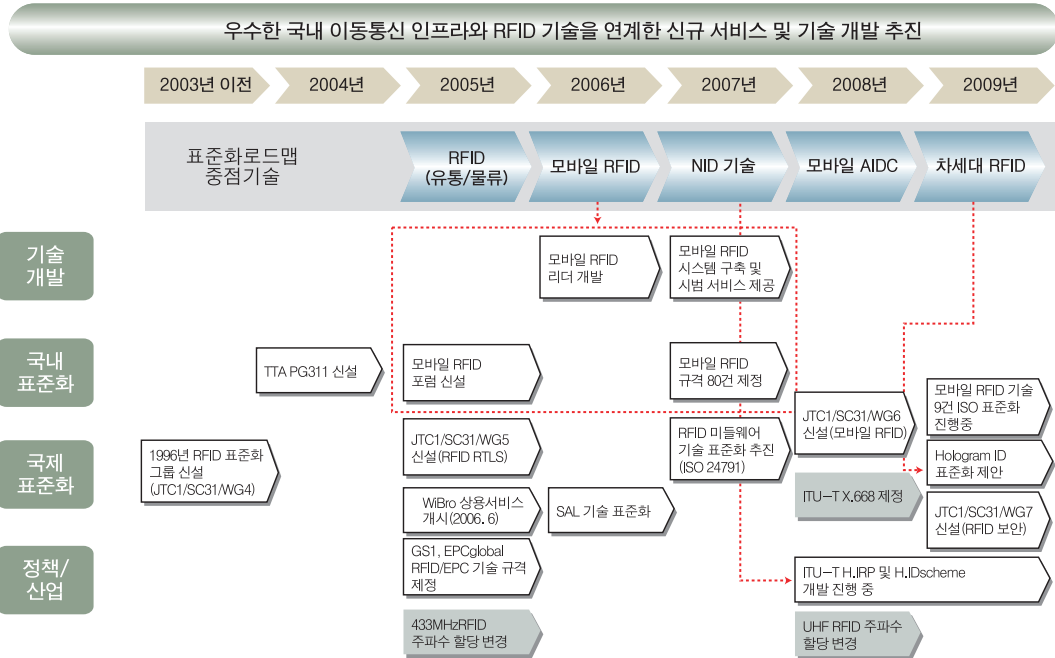 우수한 국내 이동통신 인프라와 RFID 기술을 연계한 신규 서비스 및 기술 개발 추진
2003년 이전
2004년
2005년
2006년
2007년
2008년
2009년
표준화로드맵
중점기술
RFID
(유통/물류)
모바일 RFID
NID 기술
모바일 AIDC
차세대 RFID
기술
개발
모바일 RFID
리더 개발
모바일 RFID
시스템 구축 및
시범 서비스 제공
국내
표준화
TTA PG311 신설
모바일 RFID
포럼 신설
모바일 RFID
규격 80건 제정
국제
표준화
1996년 RFID 표준화
그룹 신설
(JTC1/SC31/WG4)
JTC1/SC31/WG5
신설(RFID RTLS)
RFID 미들웨어
기술 표준화 추진
(ISO 24791)
JTC1/SC31/WG6
신설(모바일 RFID)
모바일 RFID 기술
9건 ISO 표준화
진행중
Hologram ID
표준화 제안
WiBro 상용서비스
개시(2006. 6)
SAL 기술 표준화
ITU-T X.668 제정
JTC1/SC31/WG7
신설(RFID 보안)
정책/
산업
GS1, EPCglobal
RFID/EPC 기술 규격
제정
ITU-T H.IRP 및 H.IDscheme
개발 진행 중
433MHzRFID
주파수 할당 변경
UHF RFID 주파수
할당 변경